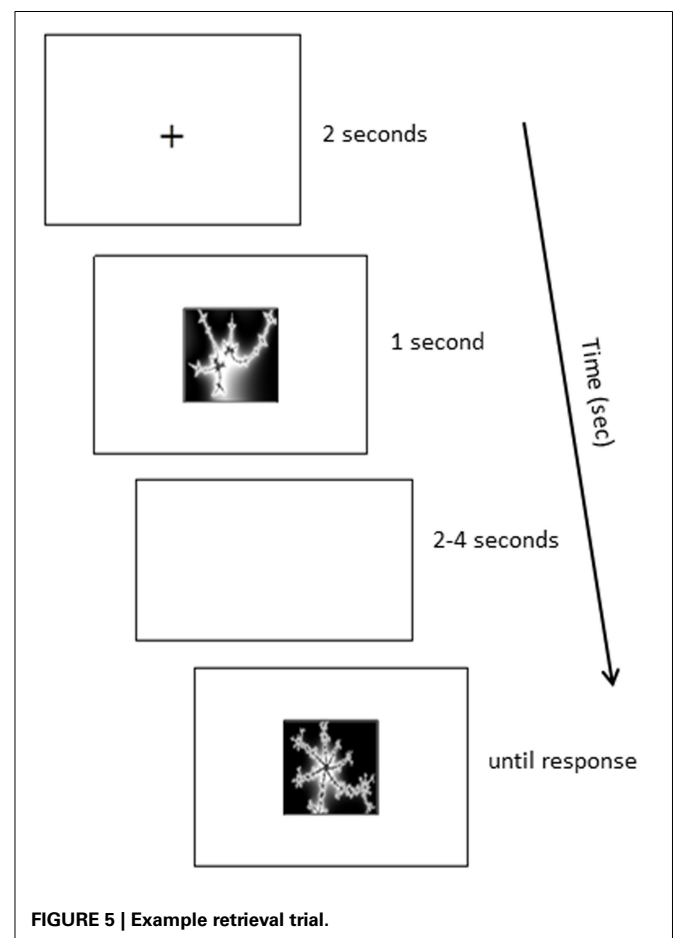 2 seconds
1 second
Time (sec)
2-4 seconds
until response
FIGURE 5 | Example retrieval trial.